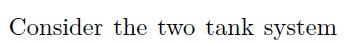 Consider the two tank system